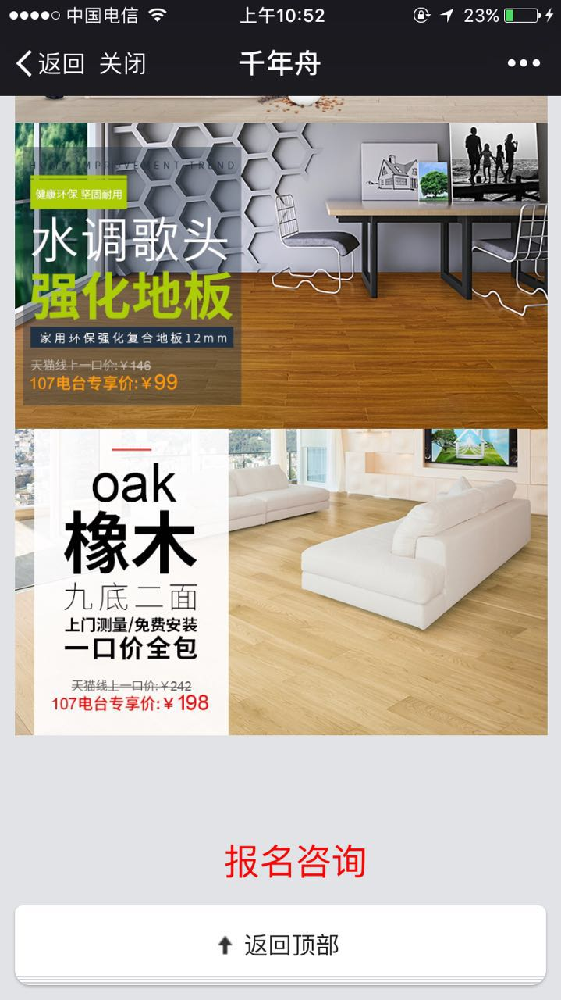 中国电信
上午10:52
23%
返回 关闭
千年舟
HOME IMPROVEMENT TREND
健康环保 坚固耐用
水调歌头
强化地板
家用环保强化复合地板12mm
天猫线上一口价:￥146
107电台专享价:￥99
oak
橡木
九底二面
上门测量/免费安装
一口价全包
天猫线上一口价:￥242
107电台专享价:￥198
报名咨询
返回顶部